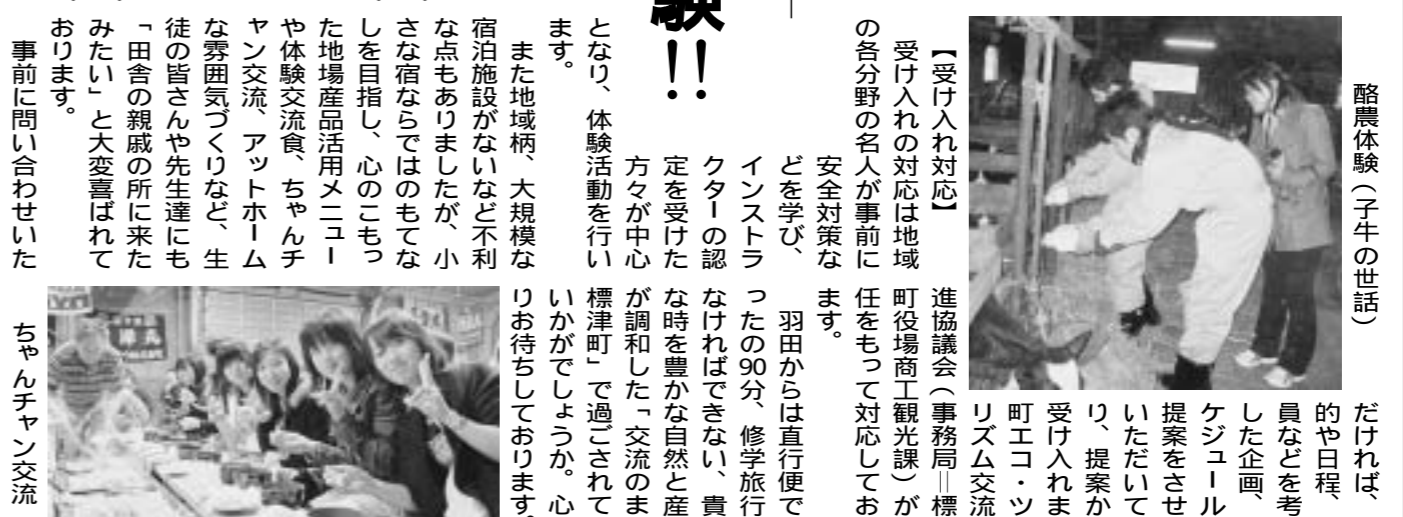 験!!
酪農体験(子牛の世話)
【受け入れ対応】
受け入れの対応は地域
の各分野の名人が事前に
安全対策な
どを学び、
インストラ
クターの認
定を受けた
方々が中心
となり、体験活動を行い
ます。
また地域柄、大規模な
宿泊施設がないなど不利
な点もありましたが、小
さな宿ならではのもてな
しを目指し、心のこもっ
た地場産品活用メニュー
や体験交流食、ちゃんチ
ャン交流、アットホーム
な雰囲気づくりなど、生
徒の皆さんや先生達にも
「田舎の親戚の所に来た
みたい」と大変喜ばれて
おります。
事前に問い合わせいた
だければ、
的や日程、
員などを考
した企画、
ケジュール
提案をさせ
いただいて
り、提案か
受け入れま
町エコ・ツ
リズム交流
進協議会(事務局=標
町役場商工観光課)が
任をもって対応してお
ます。
羽田からは直行便で
ったの90分、修学旅行
なければできない、貴
な時を豊かな自然と産
が調和した「交流のま
標津町」で過ごされて
いかがでしょうか。心
りお待ちしております。
ちゃんチャン交流